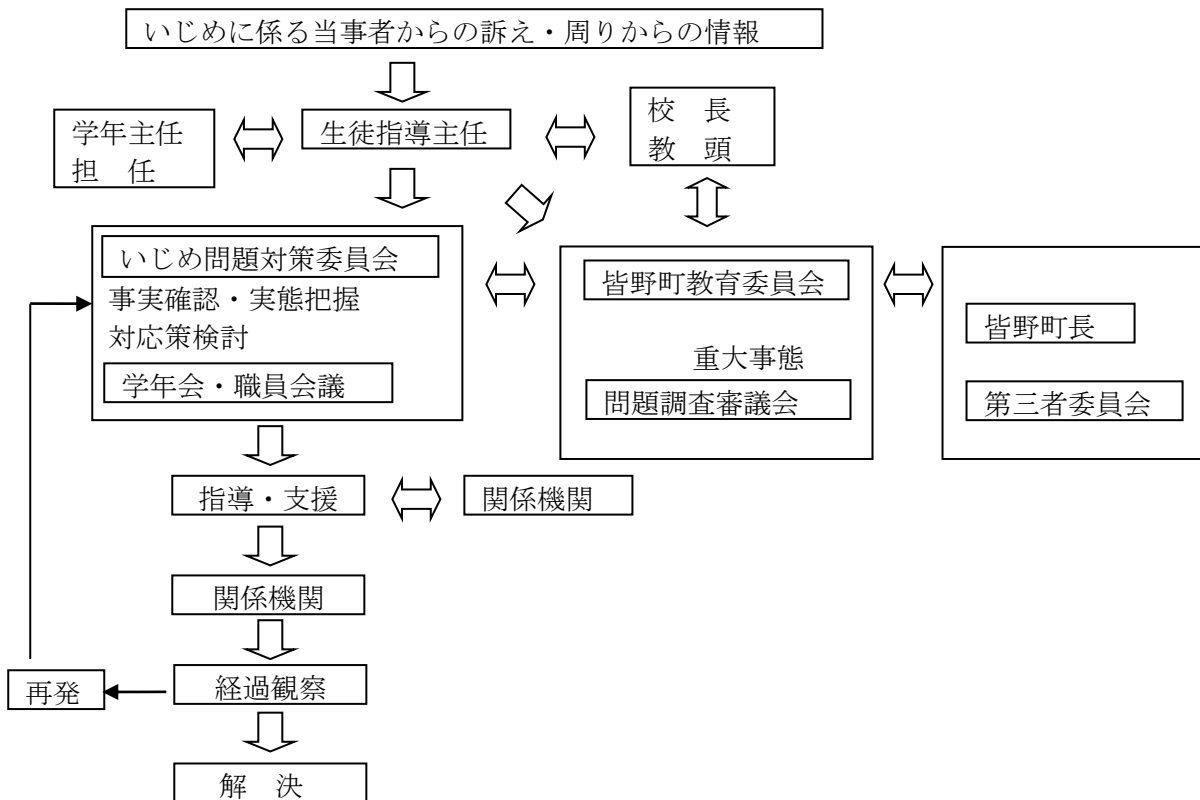 いじめに係る当事者からの訴え・周りからの情報
学年主任
担　任
生徒指導主任
校　長
教　頭
いじめ問題対策委員会
事実確認・実態把握
対応策検討
学年会・職員会議
皆野町教育委員会
重大事態
問題調査審議会
皆野町長
第三者委員会
指導・支援
関係機関
関係機関
経過観察
再発
解　決